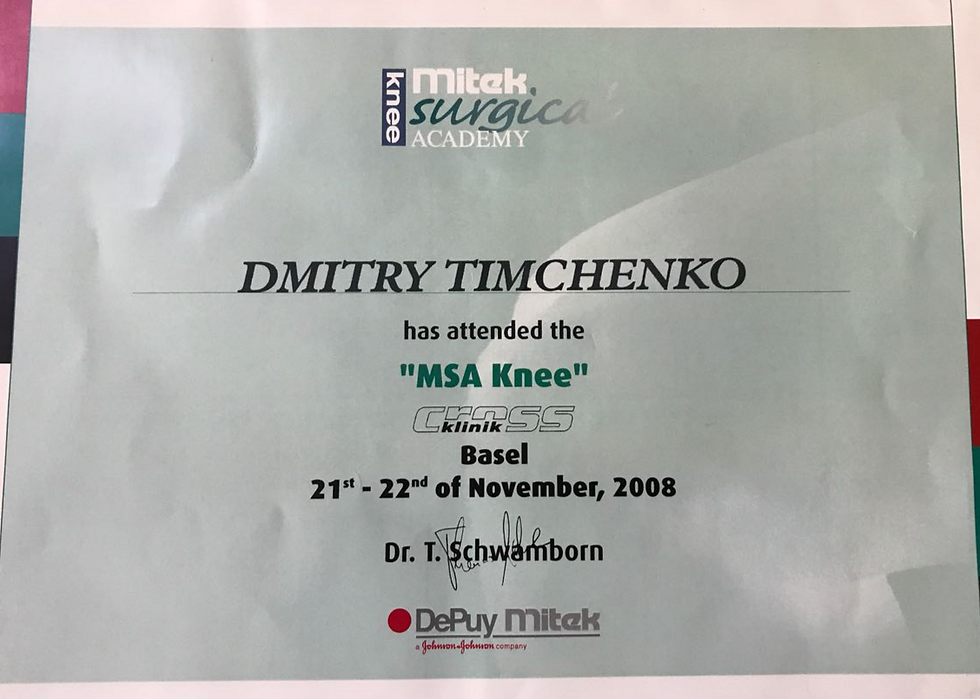 knee
mitek
surgical
ACADEMY
DMITRY TIMCHENKO
has attended the
"MSA Knee"
cross
klinik
Basel
21st - 22nd of November, 2008
Dr. T. Schwamborn
DePuy Mitek
a Johnson & Johnson company